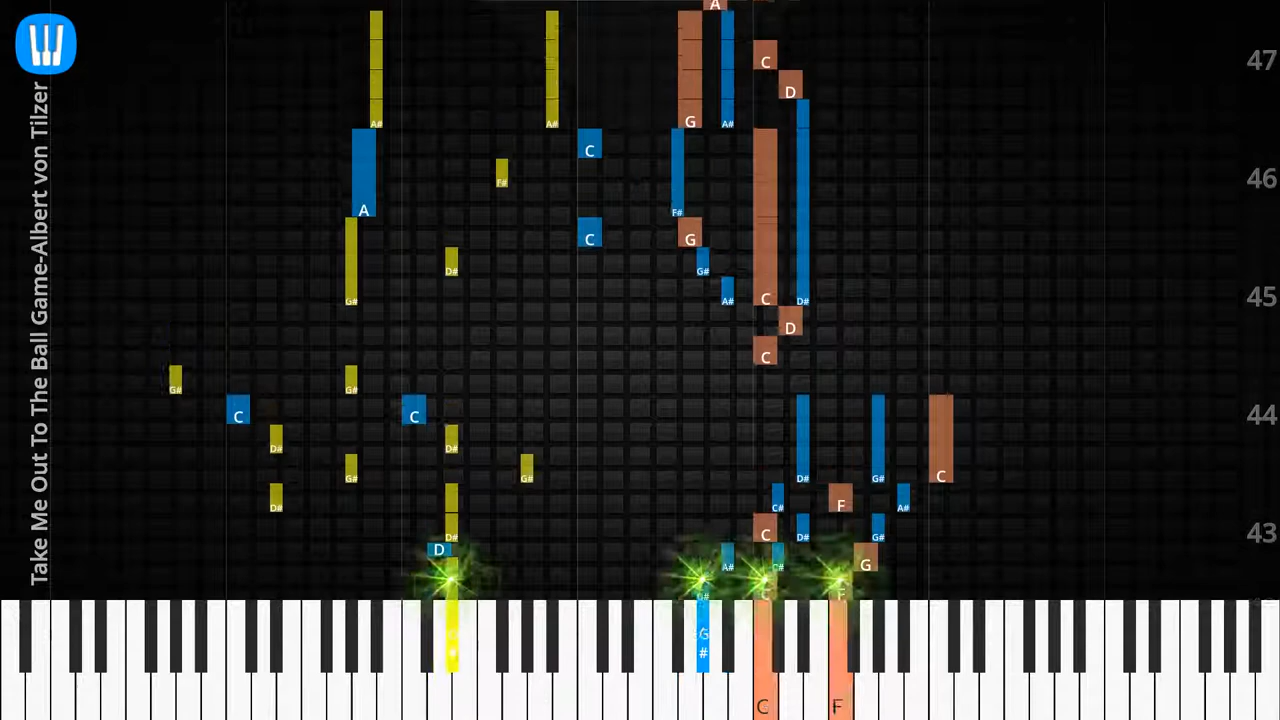 Take Me Out To The Ball Game-Albert von Tilzer
A
47
C
D
A#
A#
G
A#
C
46
F#
A
F#
C
G
D#
G#
G#
A#
C
D#
45
D
C
G#
G#
C
C
44
D#
D#
G#
G#
D#
G#
C
D#
C#
F
A#
D#
C
D#
G#
43
D
A#
C#
G
G#
C
F
G
#
C
F